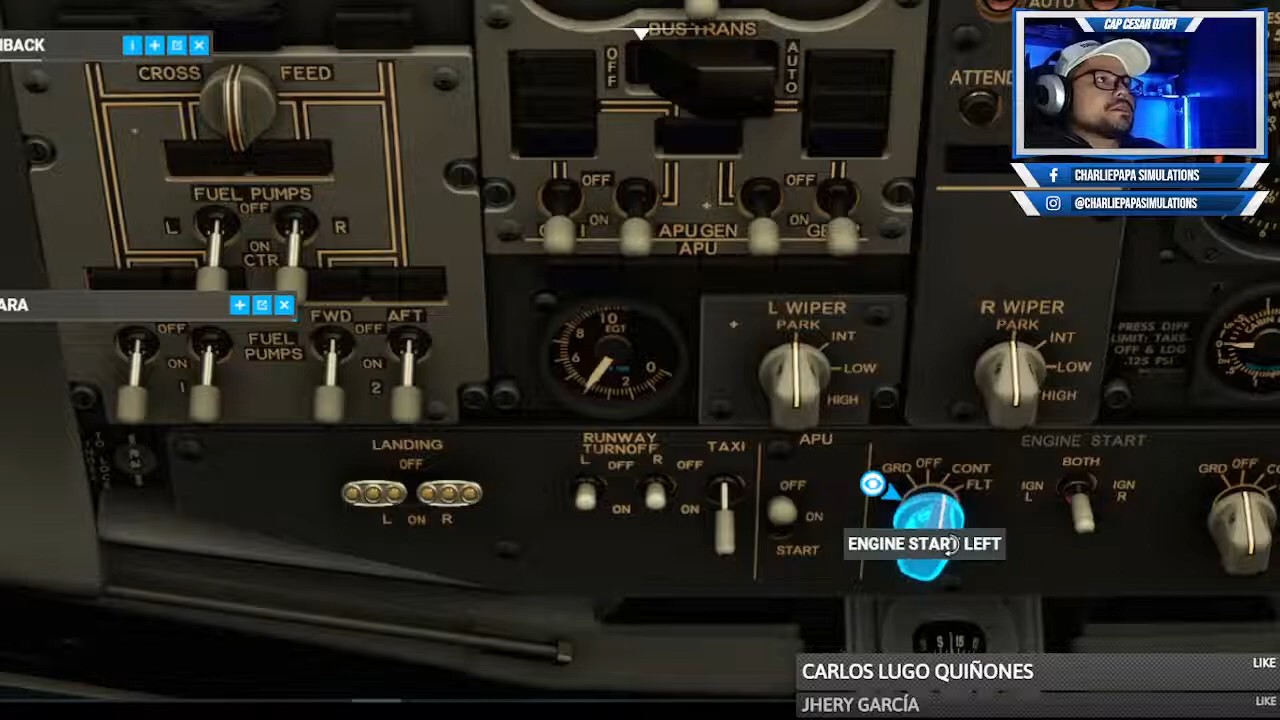 HBACK
ARA
CROSS FEED
FUEL PUMPS
OFF
L R
ON
CTR
FWD AFT
OFF OFF
ON FUEL PUMPS ON
1 2
BUS TRANS
OFF AUTO
OFF OFF
ON APU GEN ON
APU
10
EGT
8
6
2
0
L WIPER
PARK
INT
LOW
HIGH
R WIPER
PARK
INT
LOW
HIGH
ATTEND
AUTO
PRESS DIFF
LIMIT: TAKE-
OFF & LDG
.125 PSI
LANDING
OFF
L ON R
RUNWAY
TURNOFF
L OFF R OFF
ON ON
TAXI
APU
OFF
ON
START
ENGINE START
GRD OFF CONT
FLT
IGN L BOTH IGN R
GRD OFF
ENGINE START LEFT
S 15
CAP CESAR OJOPI
CHARLIEPAPA SIMULATIONS
@CHARLIEPAPASIMULATIONS
CARLOS LUGO QUIÑONES LIKE
JHERY GARCÍA LIKE